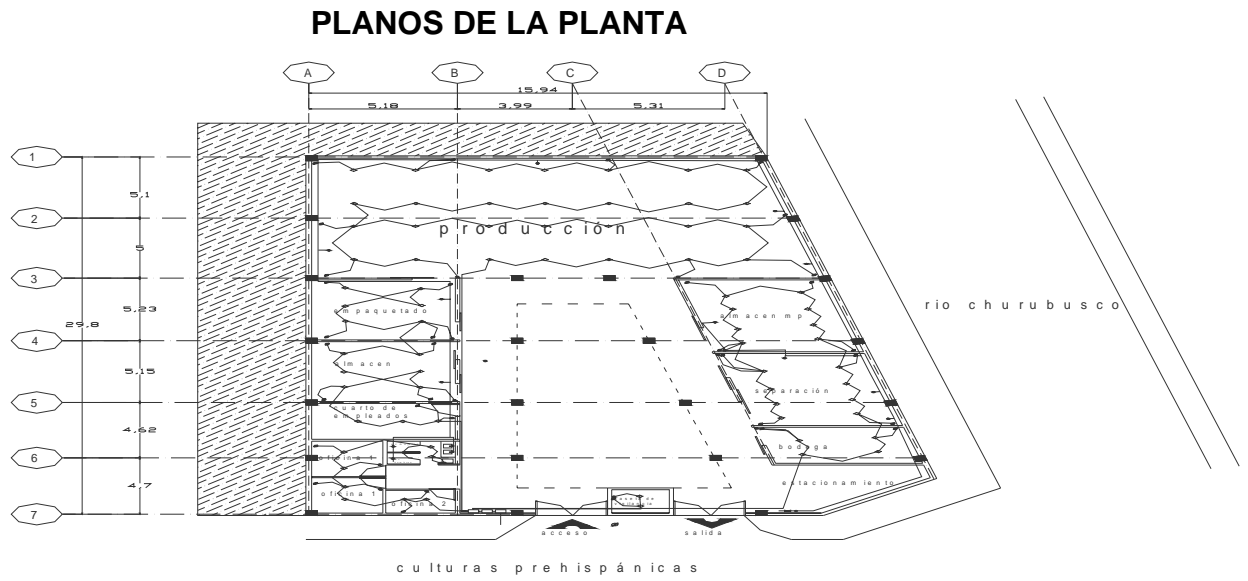 PLANOS DE LA PLANTA
A
B
C
D
15,94
5,18
3,99
5,31
1
5,1
2
producción
5
3
rio churubusco
5,23
empaquetado
almacen mp
29,8
4
almacen
5,15
separación
5
cuarto de
empleados
4,62
bodega
6
oficina 1
estacionamiento
4,7
oficina 1
oficina 2
7
acceso
salida
culturas prehispánicas